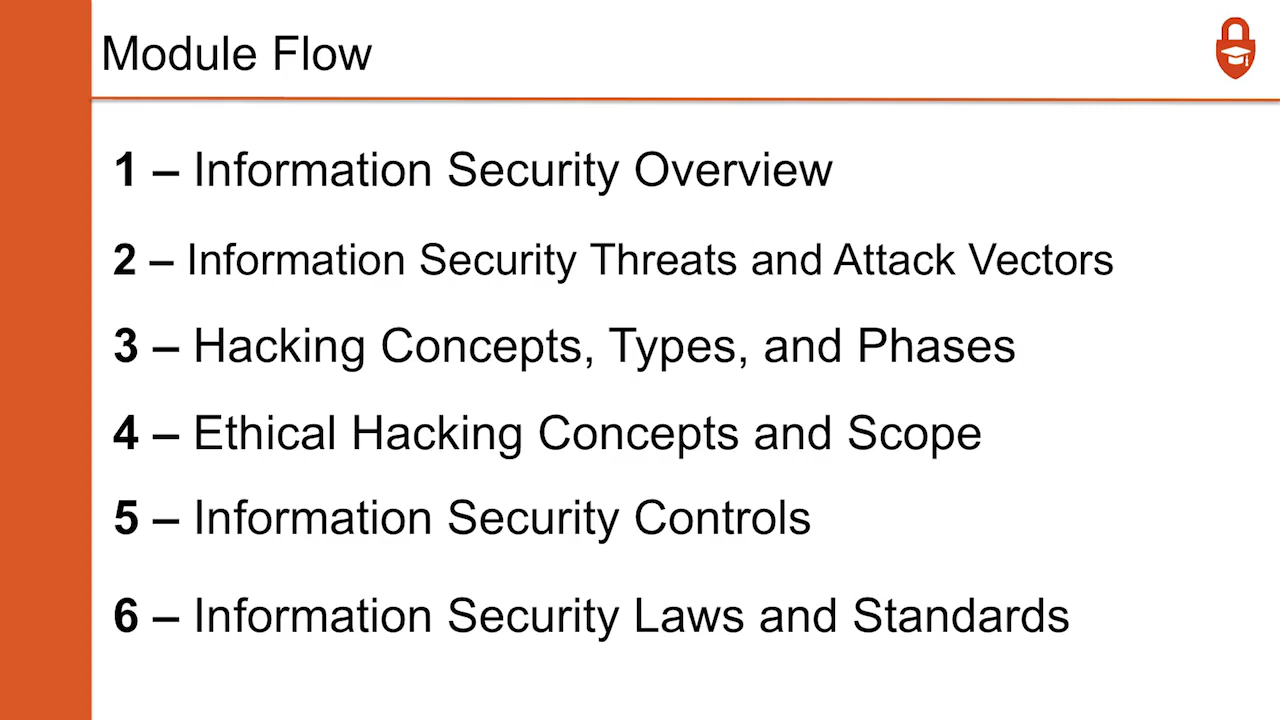 Module Flow
1 – Information Security Overview
2 – Information Security Threats and Attack Vectors
3 – Hacking Concepts, Types, and Phases
4 – Ethical Hacking Concepts and Scope
5 – Information Security Controls
6 – Information Security Laws and Standards